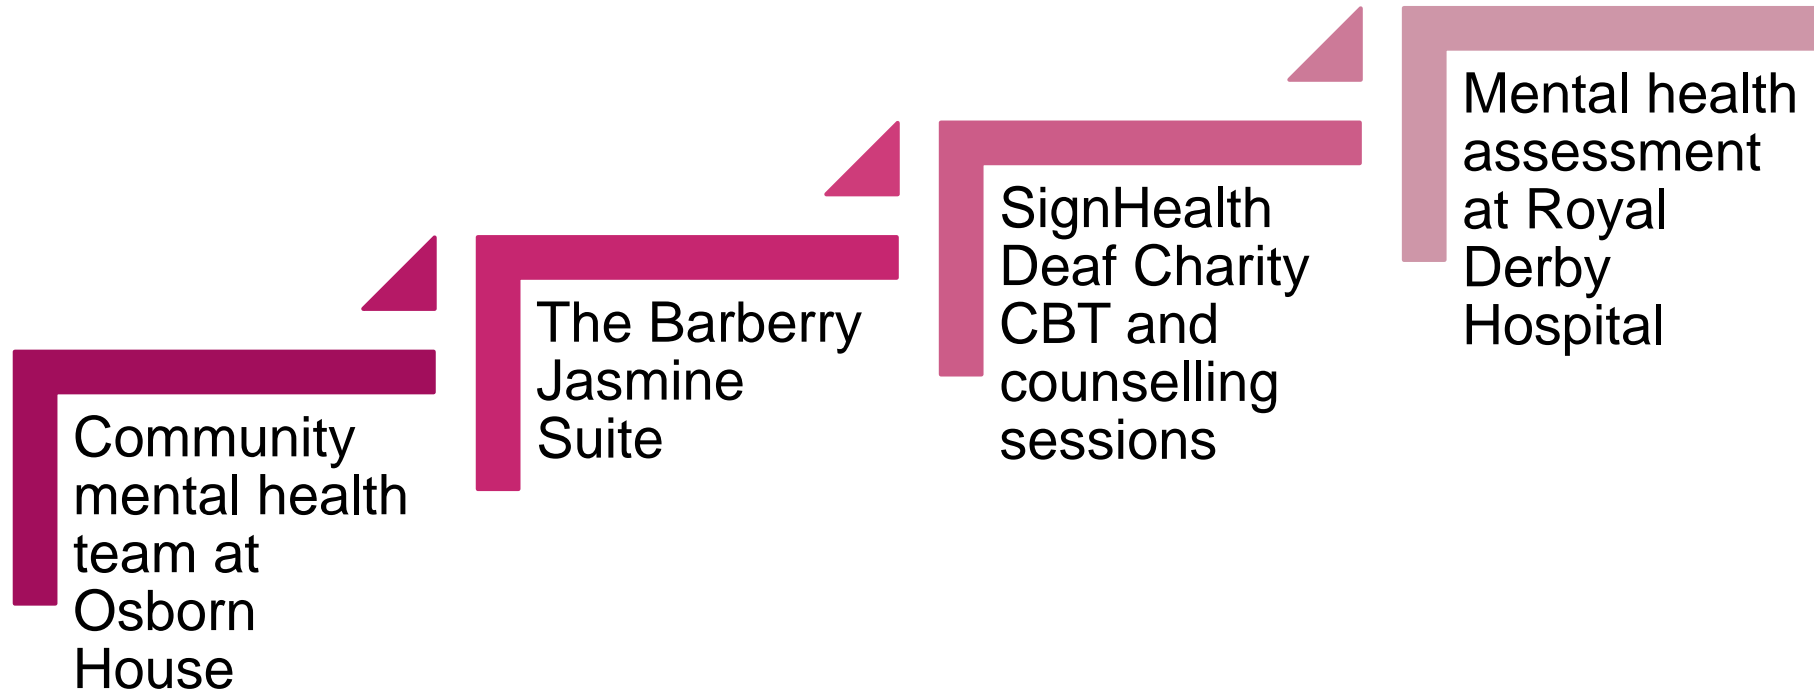 Community
mental health
team at
Osborn
House
The Barberry
Jasmine
Suite
SignHealth
Deaf Charity
CBT and
counselling
sessions
Mental health
assessment
at Royal
Derby
Hospital